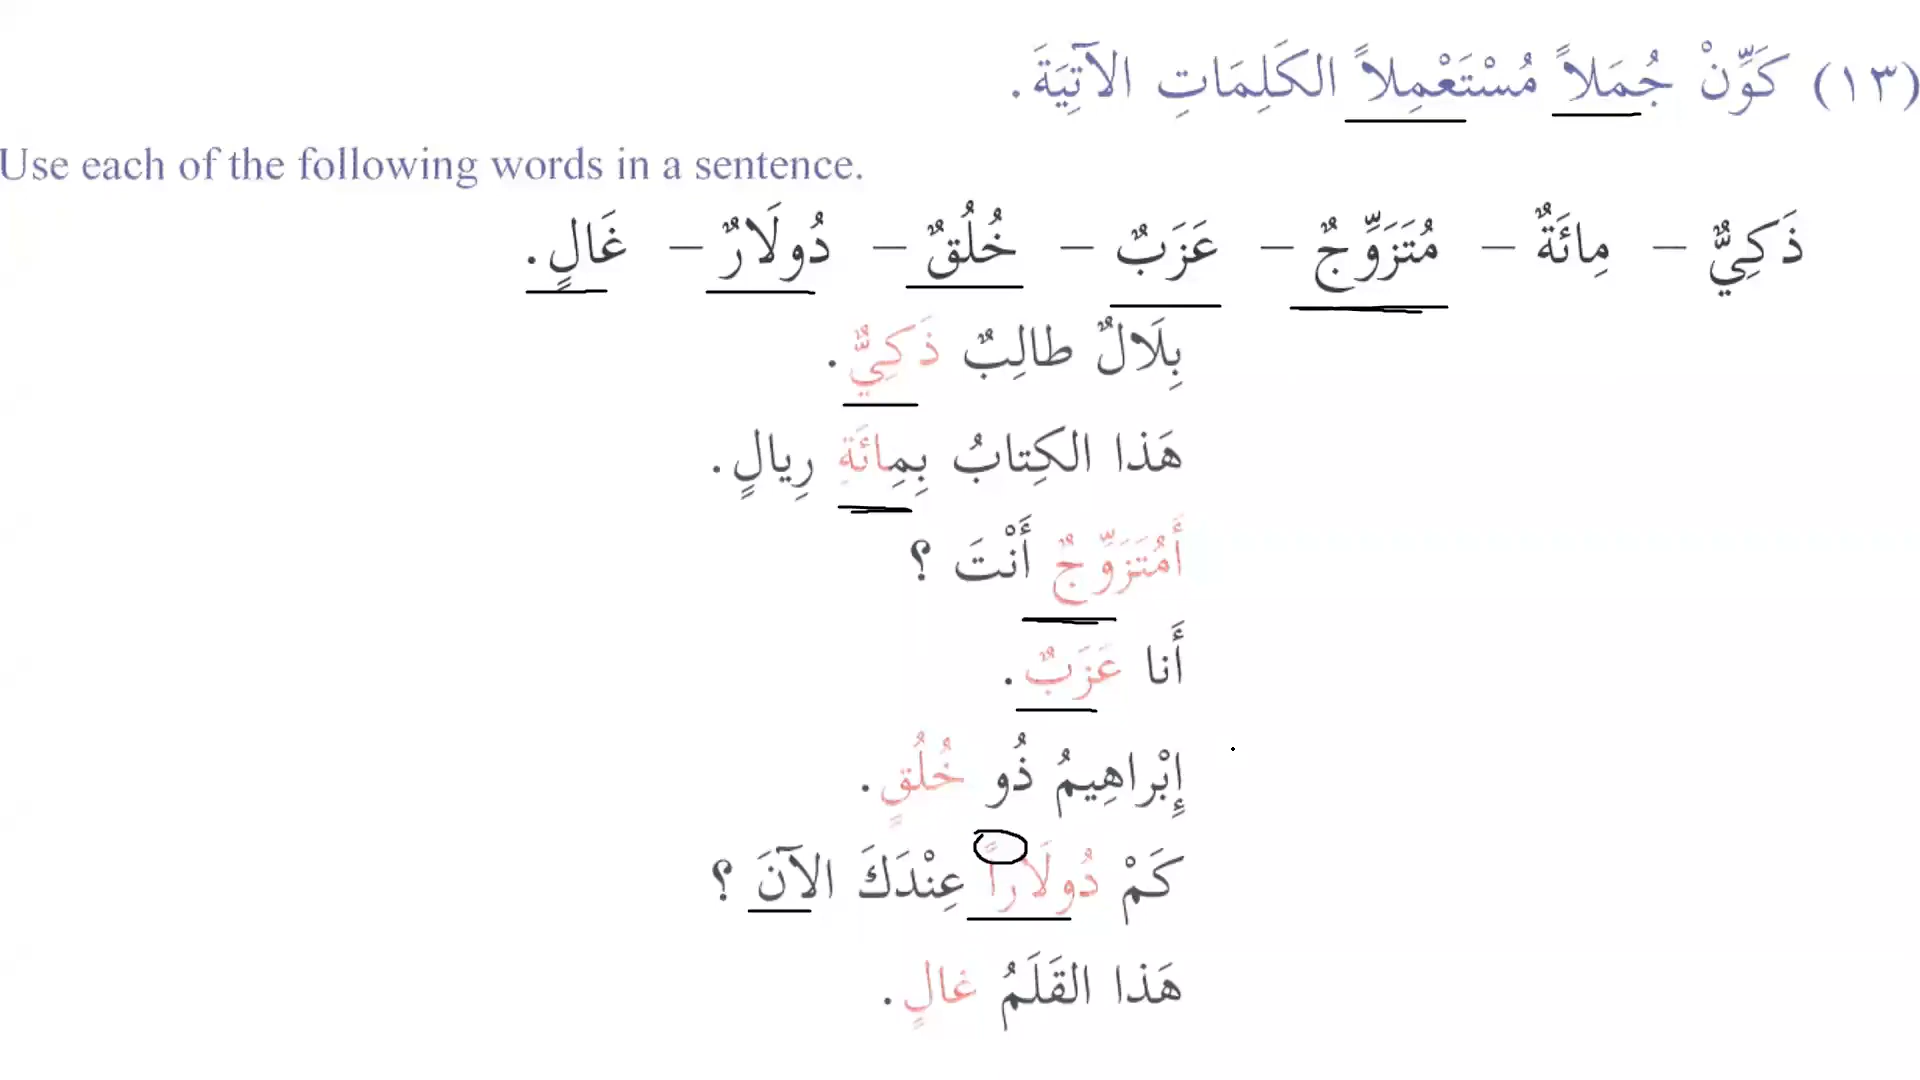 (١٣) كَوِّنْ جُمَلاً مُسْتَعْمِلاً الكَلِمَاتِ الآتِيَةَ.
Use each of the following words in a sentence.
ذَكِيٌّ – مِائَةٌ – مُتَزَوِّجٌ – عَزَبٌ – خُلُقٌ – دُولَارٌ – غَالٍ.
بِلَالٌ طالِبٌ ذَكِيٌّ.
هَذا الكِتابُ بِمِائَةِ رِيالٍ.
أَمُتَزَوِّجٌ أَنْتَ ؟
أَنا عَزَبٌ.
إِبْراهِيمُ ذُو خُلُقٍ.
كَمْ دُولَاراً عِنْدَكَ الآنَ ؟
هَذا القَلَمُ غالٍ.